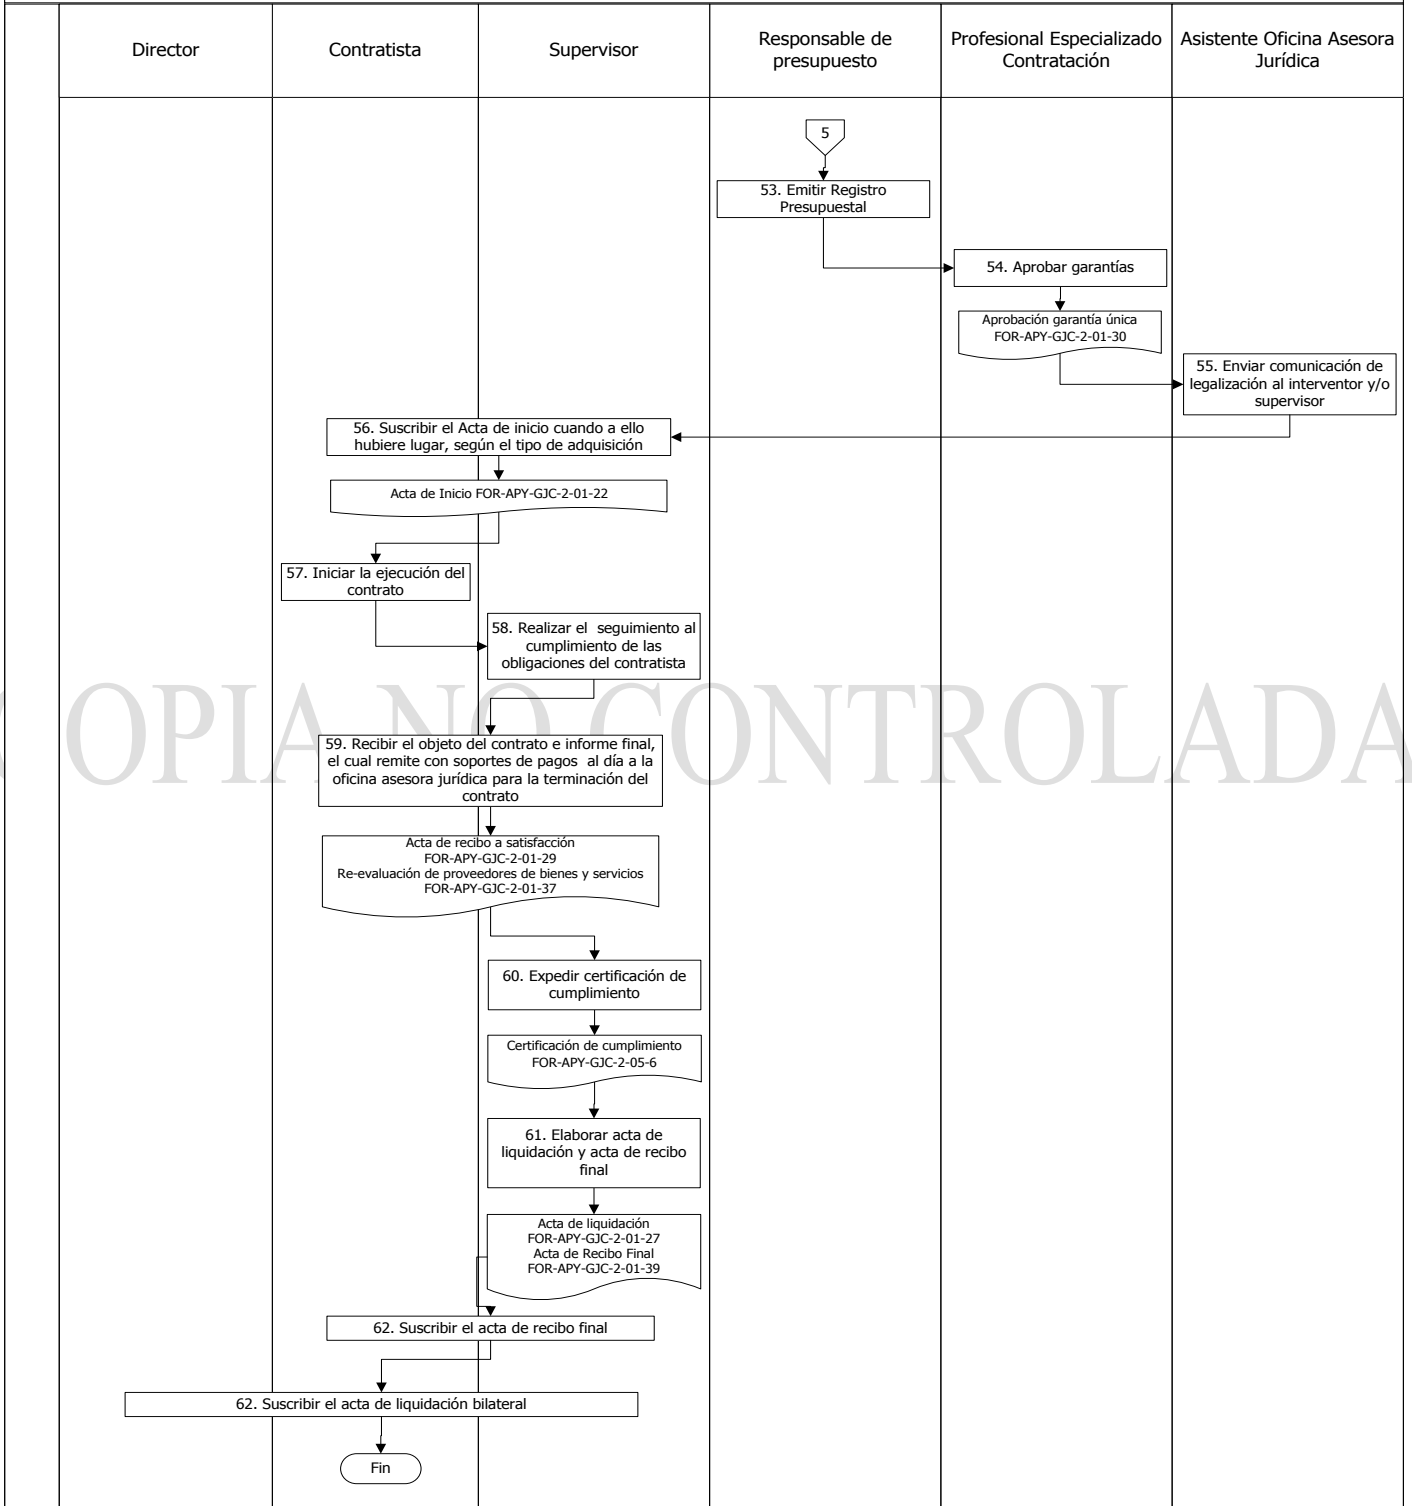 Director
Contratista
Supervisor
Responsable de
presupuesto
Profesional Especializado
Contratación
Asistente Oficina Asesora
Jurídica
5
53. Emitir Registro
Presupuestal
54. Aprobar garantías
Aprobación garantía única
FOR-APY-GJC-2-01-30
55. Enviar comunicación de
legalización al interventor y/o
supervisor
56. Suscribir el Acta de inicio cuando a ello
hubiere lugar, según el tipo de adquisición
Acta de Inicio FOR-APY-GJC-2-01-22
57. Iniciar la ejecución del
contrato
58. Realizar el  seguimiento al
cumplimiento de las
obligaciones del contratista
COPIA NO CONTROLADA
59. Recibir el objeto del contrato e informe final,
el cual remite con soportes de pagos  al día a la
oficina asesora jurídica para la terminación del
contrato
Acta de recibo a satisfacción
FOR-APY-GJC-2-01-29
Re-evaluación de proveedores de bienes y servicios
FOR-APY-GJC-2-01-37
60. Expedir certificación de
cumplimiento
Certificación de cumplimiento
FOR-APY-GJC-2-05-6
61. Elaborar acta de
liquidación y acta de recibo
final
Acta de liquidación
FOR-APY-GJC-2-01-27
Acta de Recibo Final
FOR-APY-GJC-2-01-39
62. Suscribir el acta de recibo final
62. Suscribir el acta de liquidación bilateral
Fin